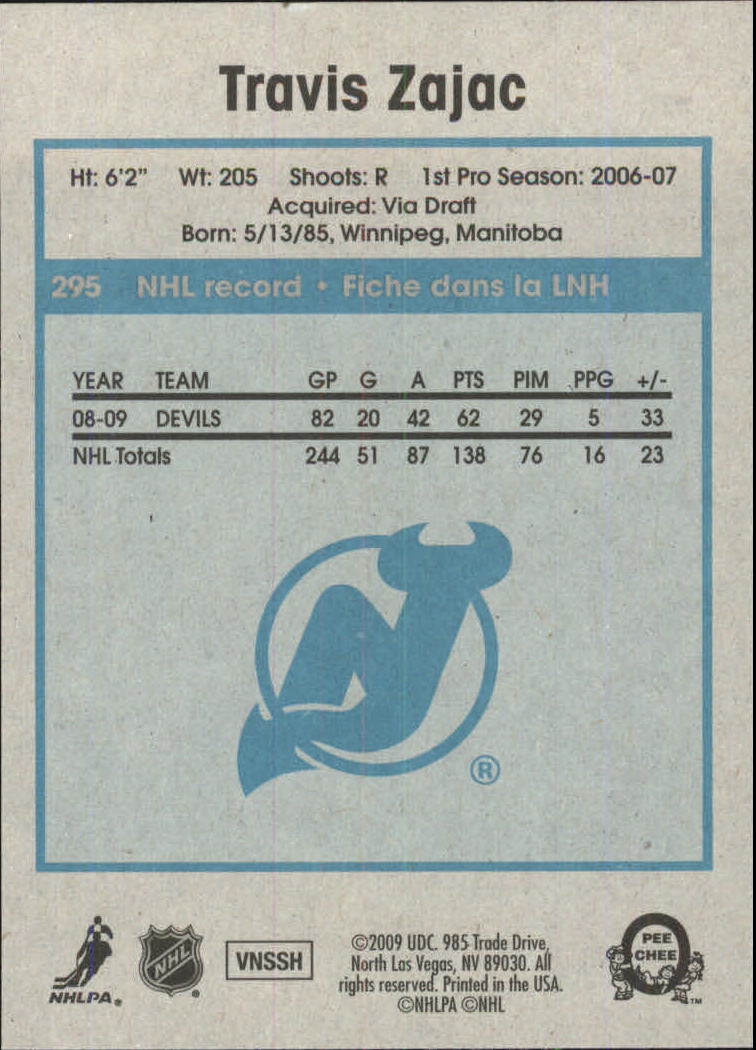 Travis Zajac
Ht: 6'2" Wt: 205 Shoots: R 1st Pro Season: 2006-07
Acquired: Via Draft
Born: 5/13/85, Winnipeg, Manitoba
295 NHL record • Fiche dans la LNH
YEAR TEAM GP G A PTS PIM PPG +/-
08-09 DEVILS 82 20 42 62 29 5 33
NHL Totals 244 51 87 138 76 16 23
®
NHLPA®
NHL®
VNSSH
©2009 UDC. 985 Trade Drive,
North Las Vegas, NV 89030. All
rights reserved. Printed in the USA.
©NHLPA ©NHL
PEE
CHEE
TM